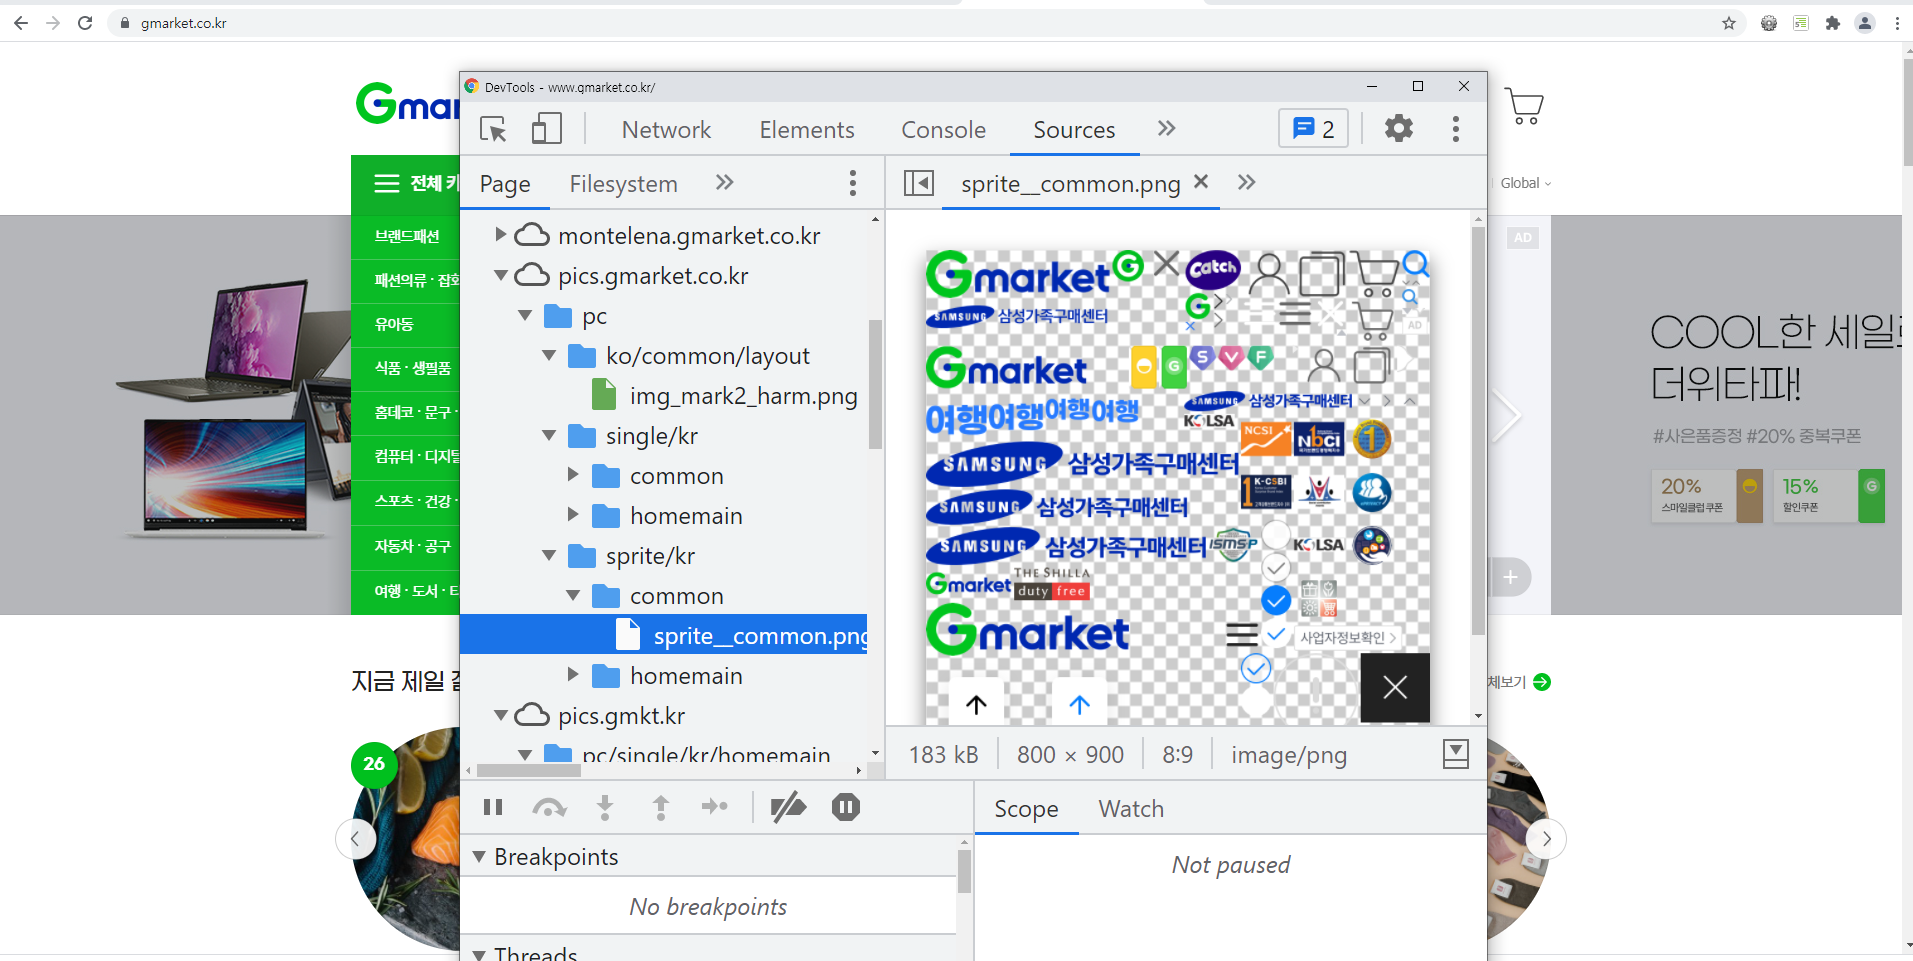 gmarket.co.kr
DevTools - www.gmarket.co.kr/
Gmar
Network
Elements
Console
Sources
2
전체 카
Page
Filesystem
sprite__common.png
Global
브랜드패션
패션의류 · 잡화
유아동
식품 · 생필품
홈데코 · 문구 ·
컴퓨터 · 디지털
스포츠 · 건강 ·
자동차 · 공구
여행 · 도서 · 티
montelena.gmarket.co.kr
pics.gmarket.co.kr
pc
ko/common/layout
img_mark2_harm.png
single/kr
common
homemain
sprite/kr
common
sprite__common.png
homemain
pics.gmkt.kr
pc/single/kr/homemain
Gmarket
G
Catch
SAMSUNG 삼성가족구매센터
G
AD
Gmarket
G
S
V
F
여행여행여행여행
SAMSUNG 삼성가족구매센터
KOLSA
NCSI
NbCI
1
SAMSUNG 삼성가족구매센터
K-CSBI
SAMSUNG 삼성가족구매센터
SAMSUNG 삼성가족구매센터
ISMSP
KOLSA
Gmarket
THE SHILLA
duty free
Gmarket
사업자정보확인
183 kB
800 × 900
8:9
image/png
AD
COOL한 세일로
더위타파!
#사은품증정 #20% 중복쿠폰
20%
스마일클럽 쿠폰
15%
할인쿠폰
G
지금 제일
체보기
26
Breakpoints
No breakpoints
Threads
Scope
Watch
Not paused